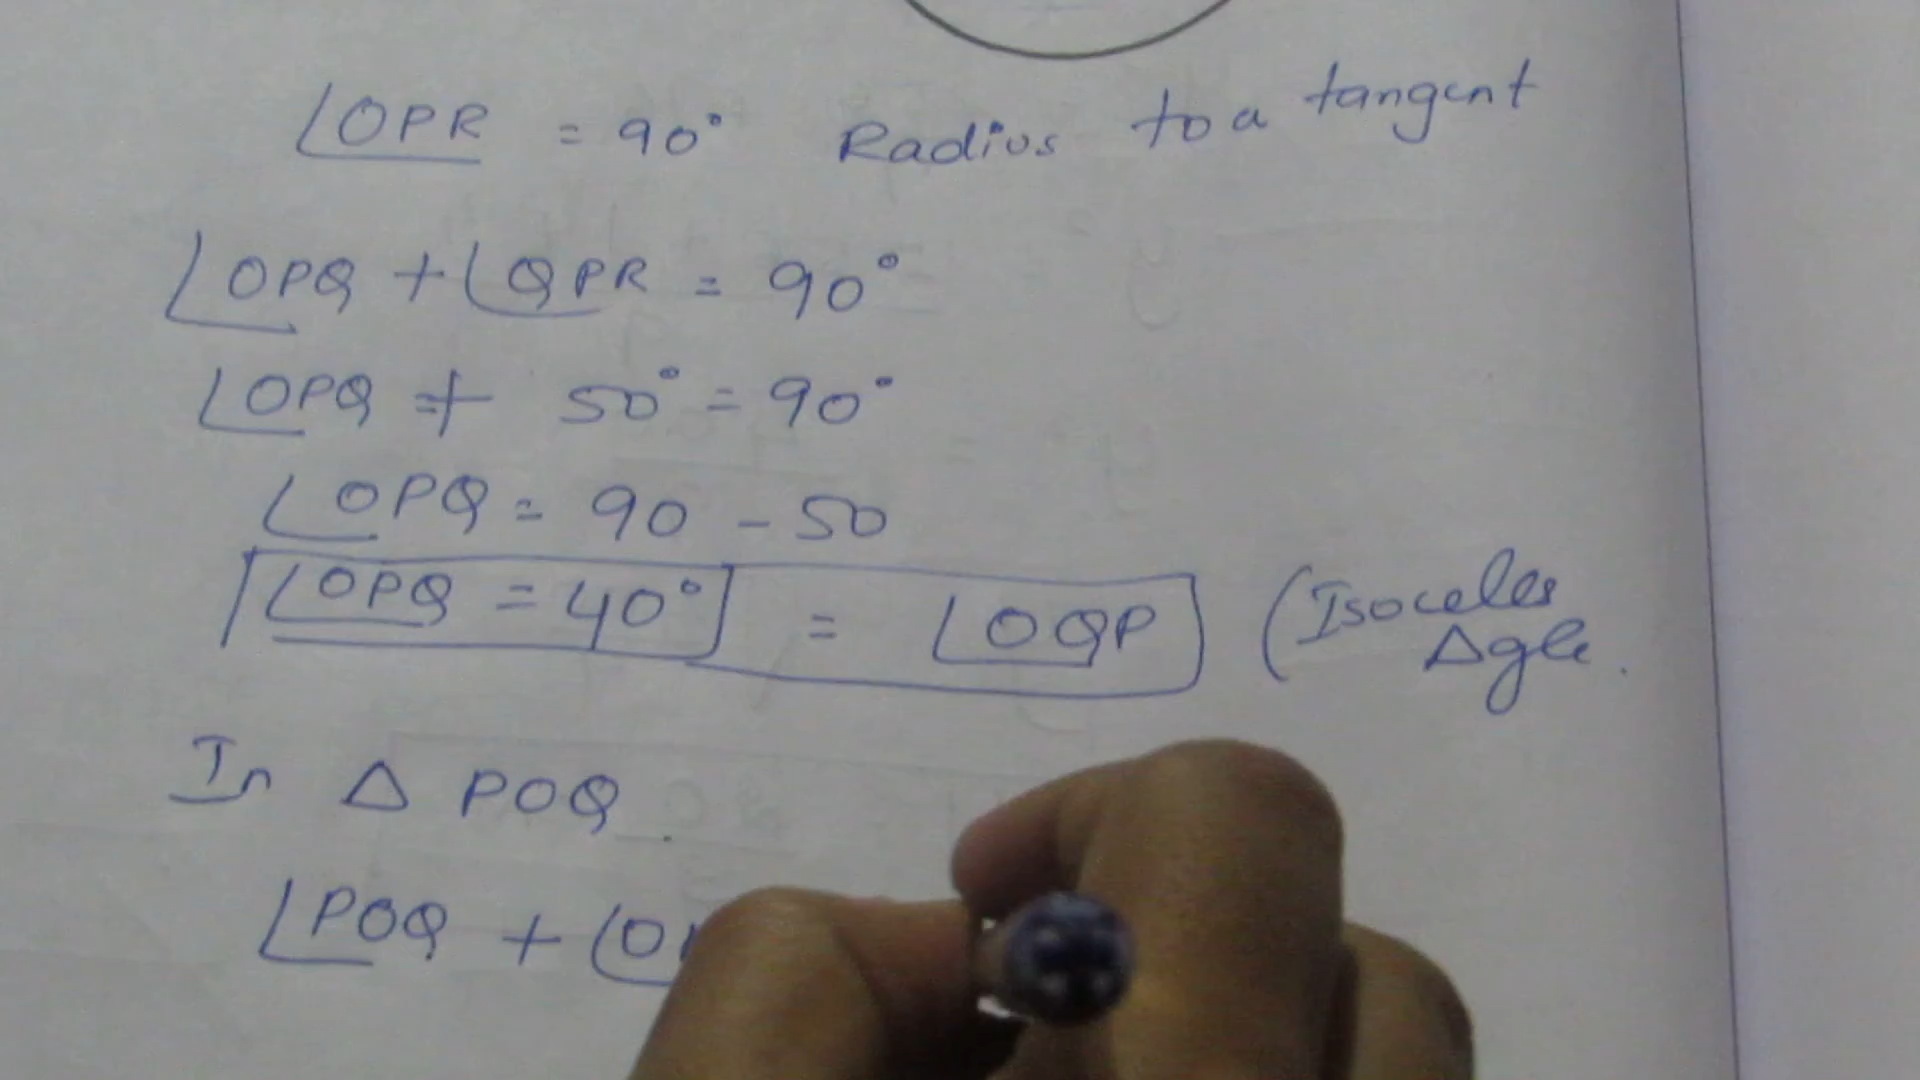 ∠OPR = 90° Radius to a tangent
∠OPQ + ∠QPR = 90°
∠OPQ + 50° = 90°
∠OPQ = 90 - 50
∠OPQ = 40° = ∠OQP (Isoceles Δgle.
In Δ POQ
∠POQ + ∠O